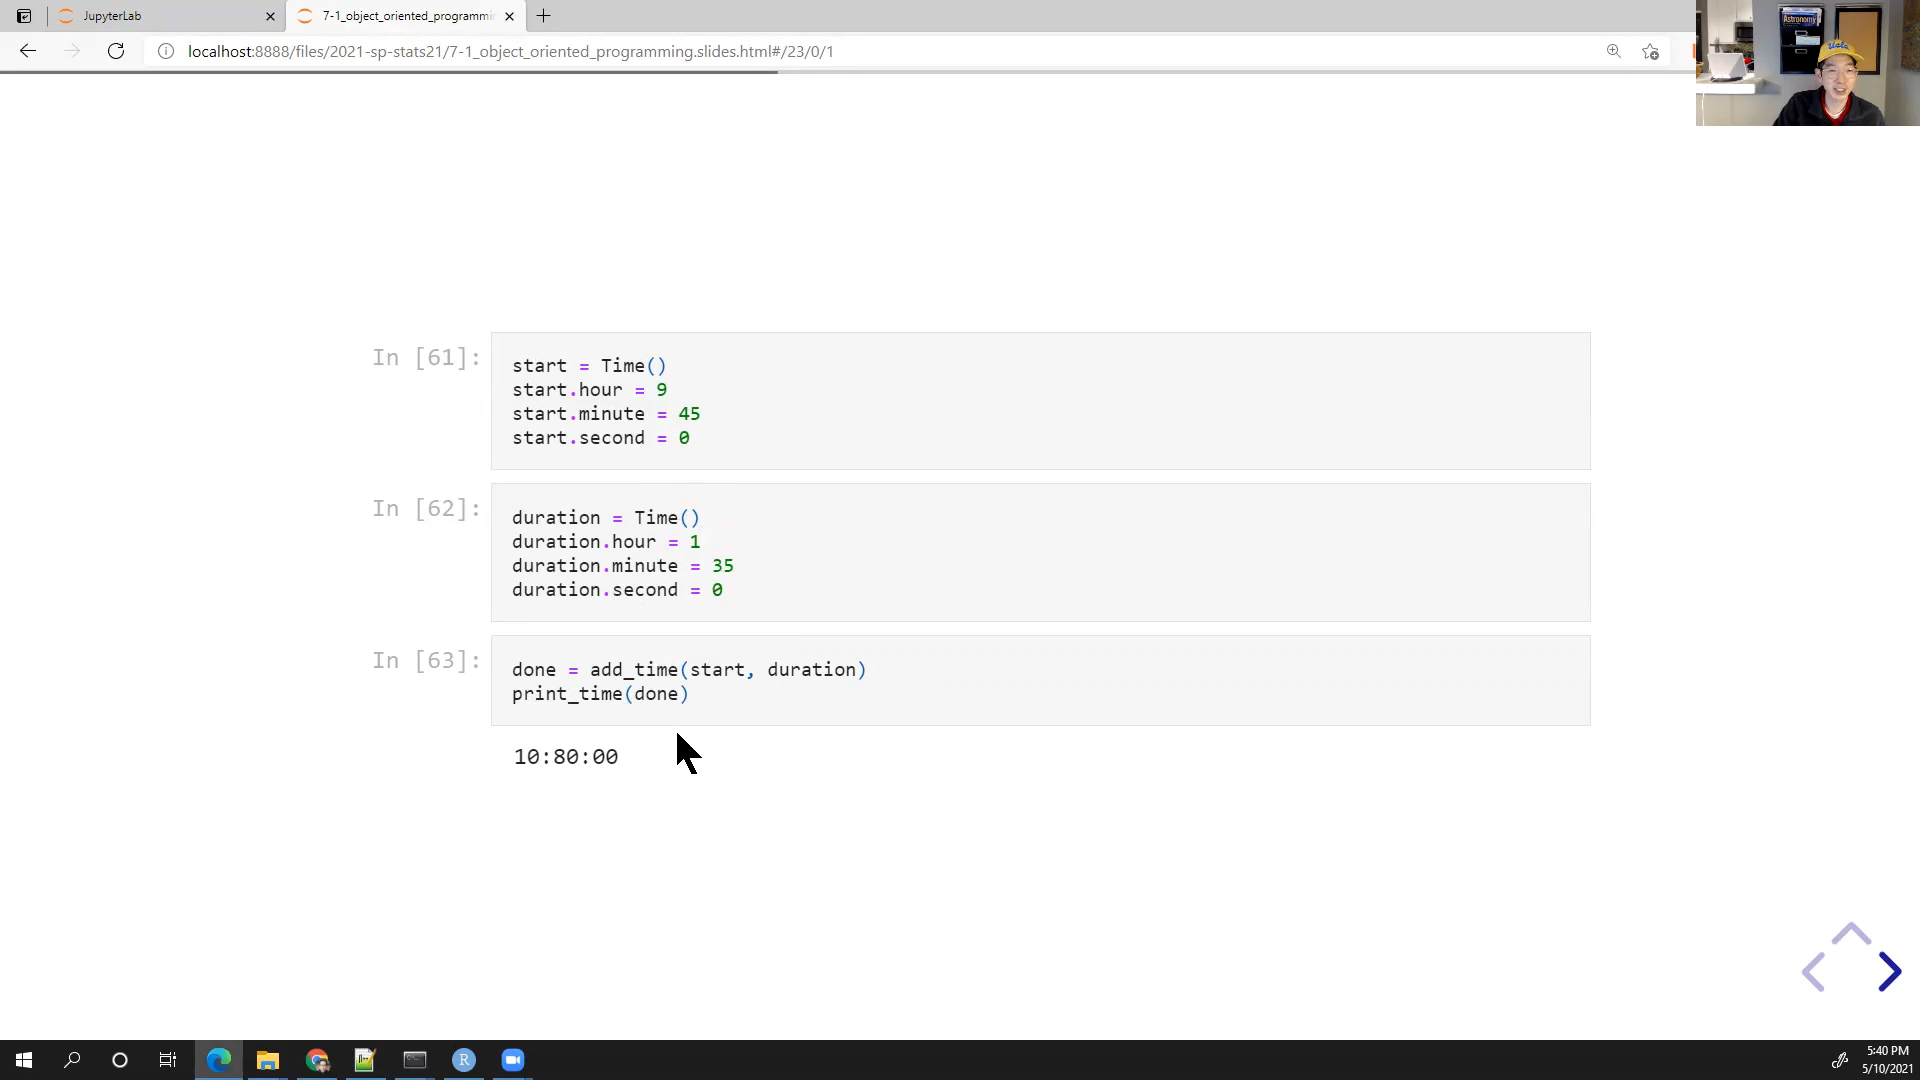 JupyterLab
7-1_object_oriented_programmin
localhost:8888/files/2021-sp-stats21/7-1_object_oriented_programming.slides.html#/23/0/1
Astronomy
Ucla
In [61]:
start = Time()
start.hour = 9
start.minute = 45
start.second = 0
In [62]:
duration = Time()
duration.hour = 1
duration.minute = 35
duration.second = 0
In [63]:
done = add_time(start, duration)
print_time(done)
10:80:00
R
5:40 PM
5/10/2021